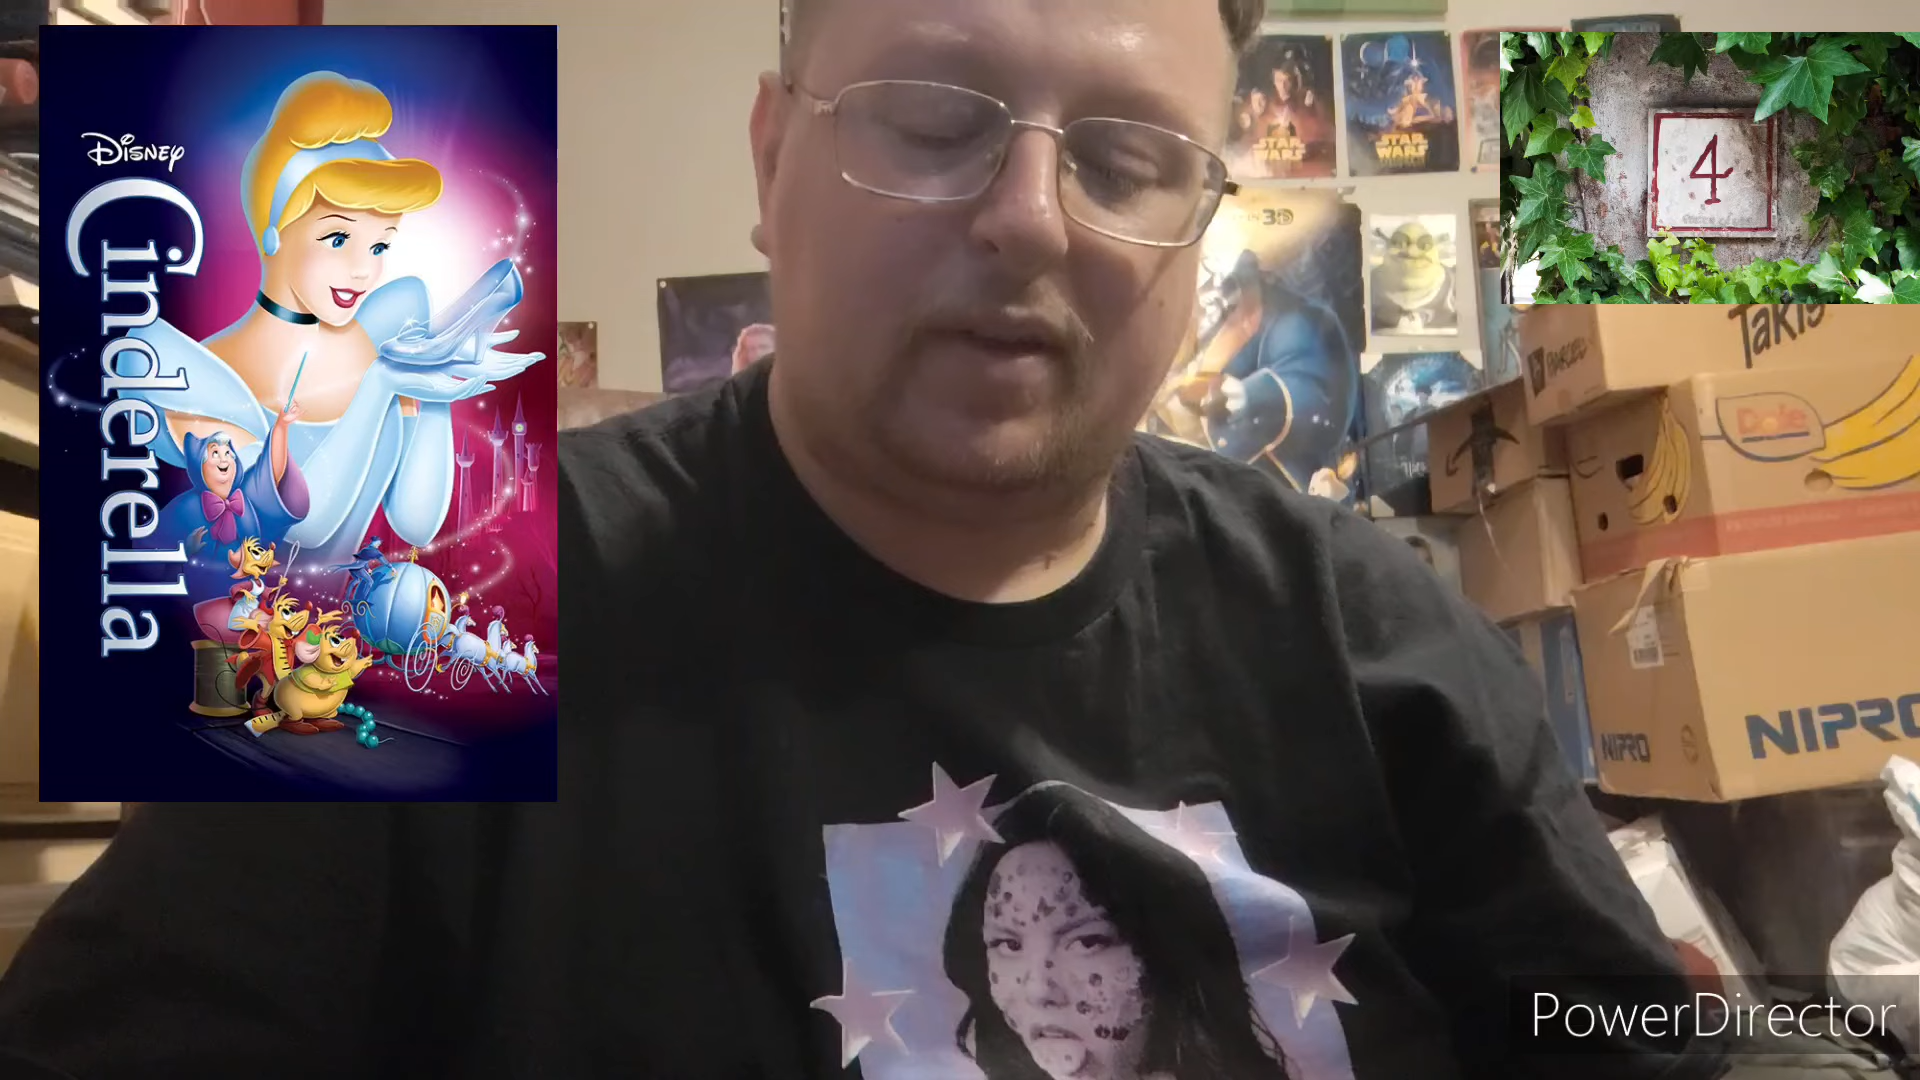 Disney
Cinderella
STAR
WARS
STAR
WARS
3D
4
Takis
Dole
NIPRO
NIPRO
PowerDirector